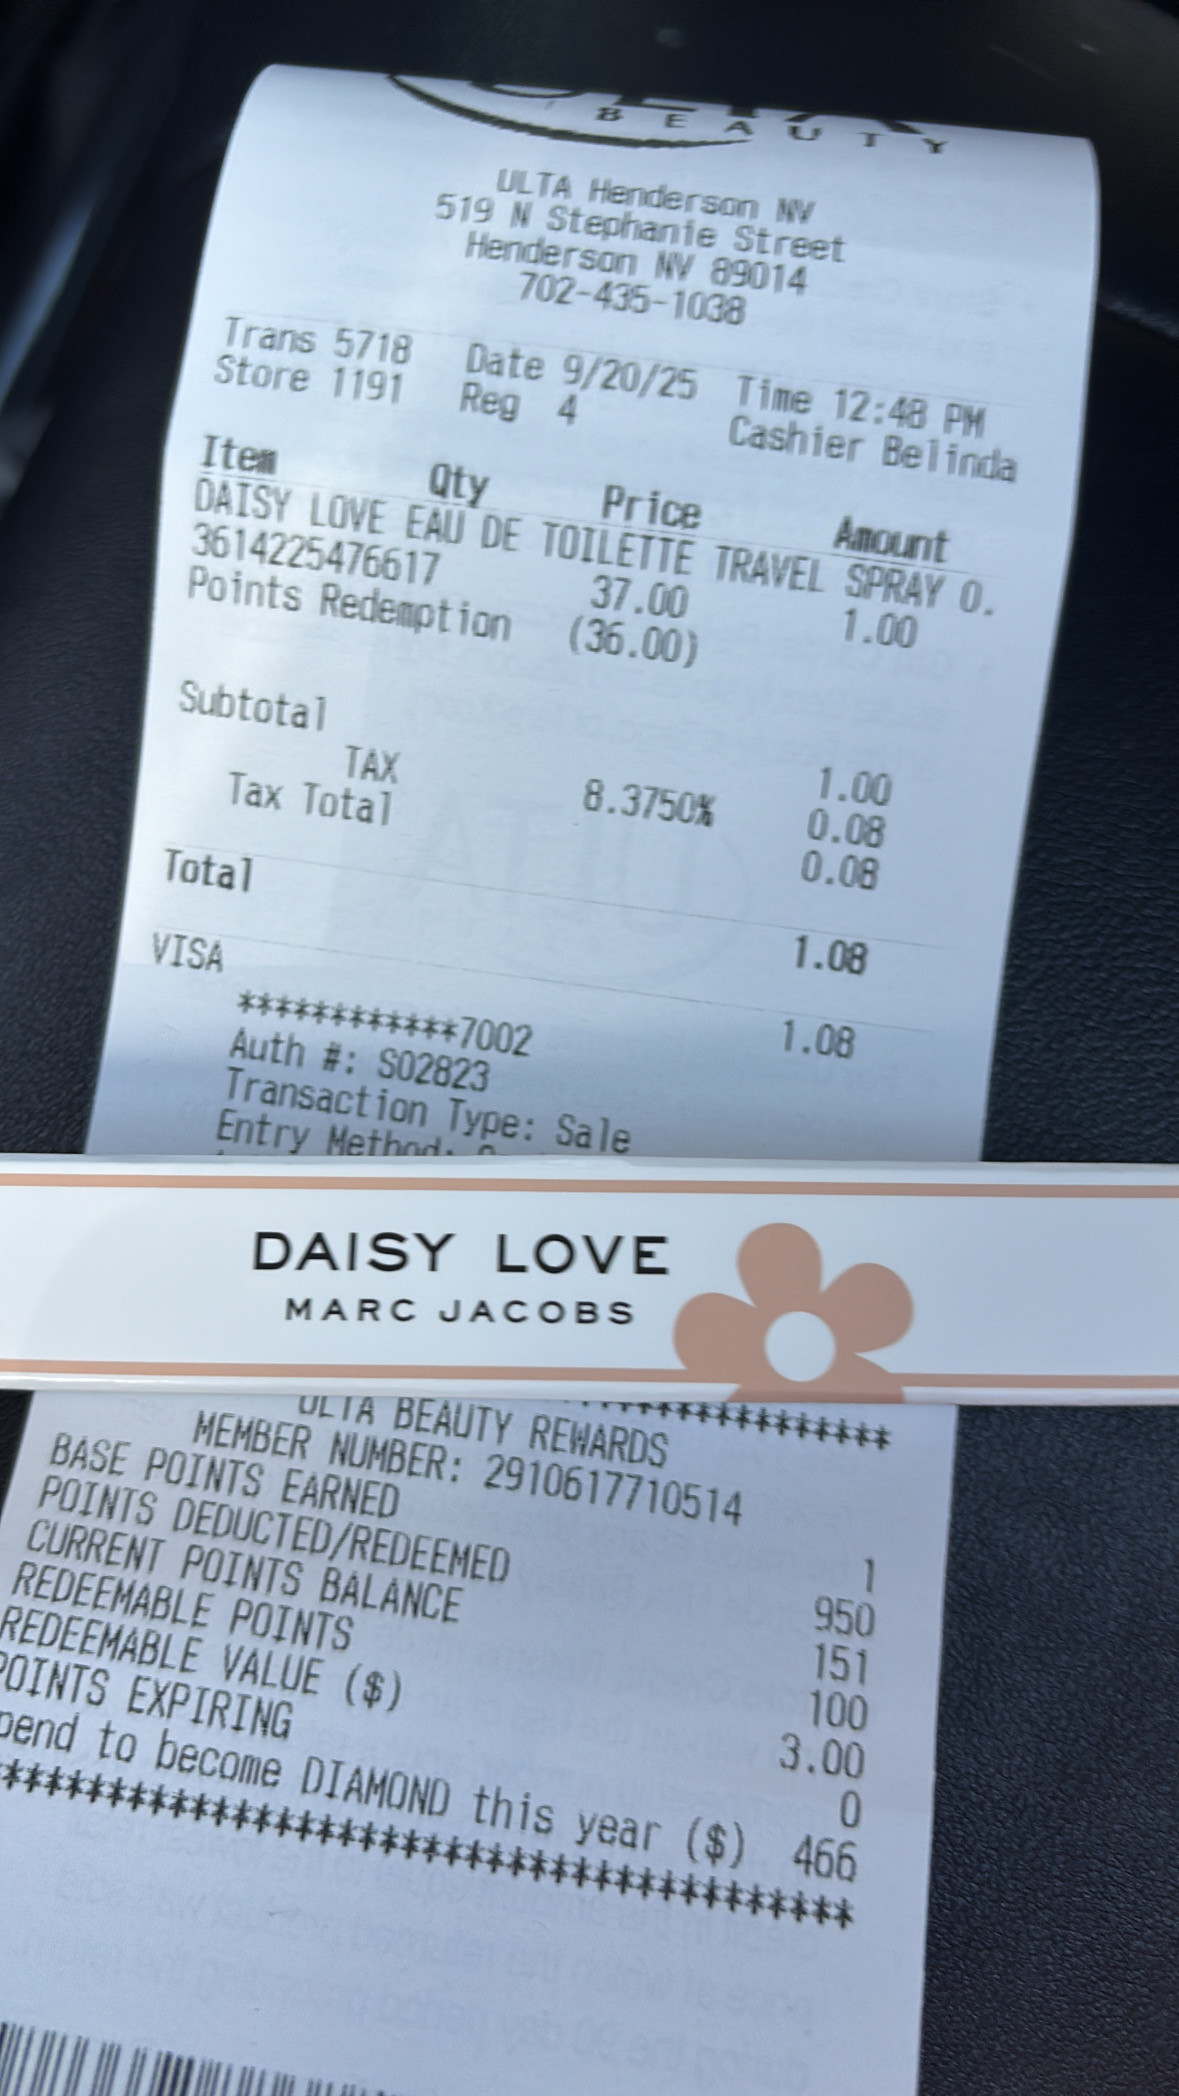 BEAUTY
ULTA Henderson NV
519 N Stephanie Street
Henderson NV 89014
702-435-1038
Trans 5718 Date 9/20/25 Time 12:48 PM
Store 1191 Reg 4 Cashier Belinda
Item Qty Price Amount
DAISY LOVE EAU DE TOILETTE TRAVEL SPRAY 0.
3614225476617 37.00 1.00
Points Redemption (36.00)
Subtotal 1.00
TAX 8.3750% 0.08
Tax Total 0.08
Total 1.08
VISA 1.08
************7002
Auth #: S02823
Transaction Type: Sale
Entry Method:
DAISY LOVE
MARC JACOBS
ULTA BEAUTY REWARDS
MEMBER NUMBER: 2910617710514
BASE POINTS EARNED 1
POINTS DEDUCTED/REDEEMED 950
CURRENT POINTS BALANCE 151
REDEEMABLE POINTS 100
REDEEMABLE VALUE ($) 3.00
POINTS EXPIRING 0
pend to become DIAMOND this year ($) 466